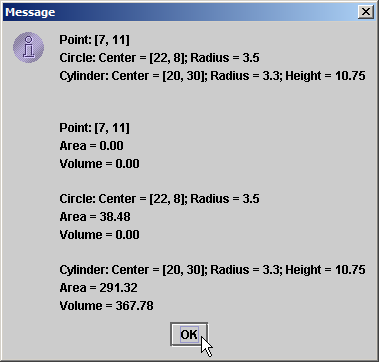 Message
Point: [7, 11]
Circle: Center = [22, 8]; Radius = 3.5
Cylinder: Center = [20, 30]; Radius = 3.3; Height = 10.75
Point: [7, 11]
Area = 0.00
Volume = 0.00
Circle: Center = [22, 8]; Radius = 3.5
Area = 38.48
Volume = 0.00
Cylinder: Center = [20, 30]; Radius = 3.3; Height = 10.75
Area = 291.32
Volume = 367.78
OK